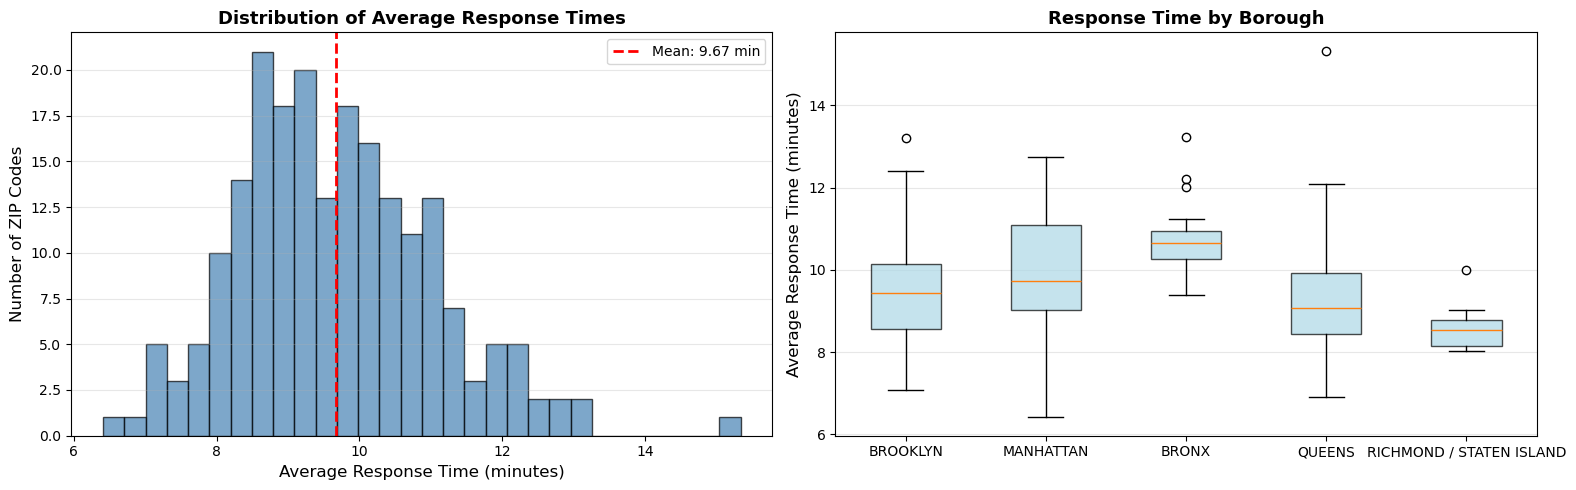 Distribution of Average Response Times
Mean: 9.67 min
20.0
17.5
15.0
12.5
10.0
7.5
5.0
2.5
0.0
Number of ZIP Codes
6
8
10
12
14
Average Response Time (minutes)
Response Time by Borough
14
12
10
8
6
Average Response Time (minutes)
BROOKLYN
MANHATTAN
BRONX
QUEENS
RICHMOND / STATEN ISLAND